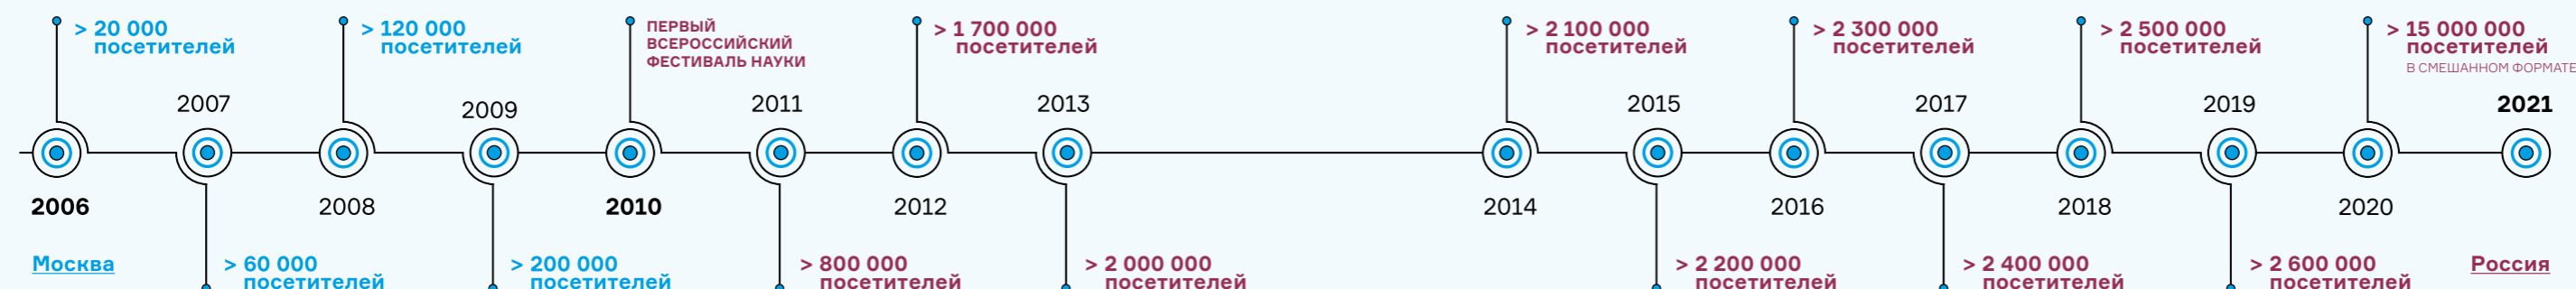 > 20 000
посетителей
> 120 000
посетителей
ПЕРВЫЙ
ВСЕРОССИЙСКИЙ
ФЕСТИВАЛЬ НАУКИ
> 1 700 000
посетителей
> 2 100 000
посетителей
> 2 300 000
посетителей
> 2 500 000
посетителей
> 15 000 000
посетителей
В СМЕШАННОМ ФОРМАТЕ
2007
2009
2011
2013
2015
2017
2019
2021
2006
2008
2010
2012
2014
2016
2018
2020
Москва
> 60 000
посетителей
> 200 000
посетителей
> 800 000
посетителей
> 2 000 000
посетителей
> 2 200 000
посетителей
> 2 400 000
посетителей
> 2 600 000
посетителей
Россия